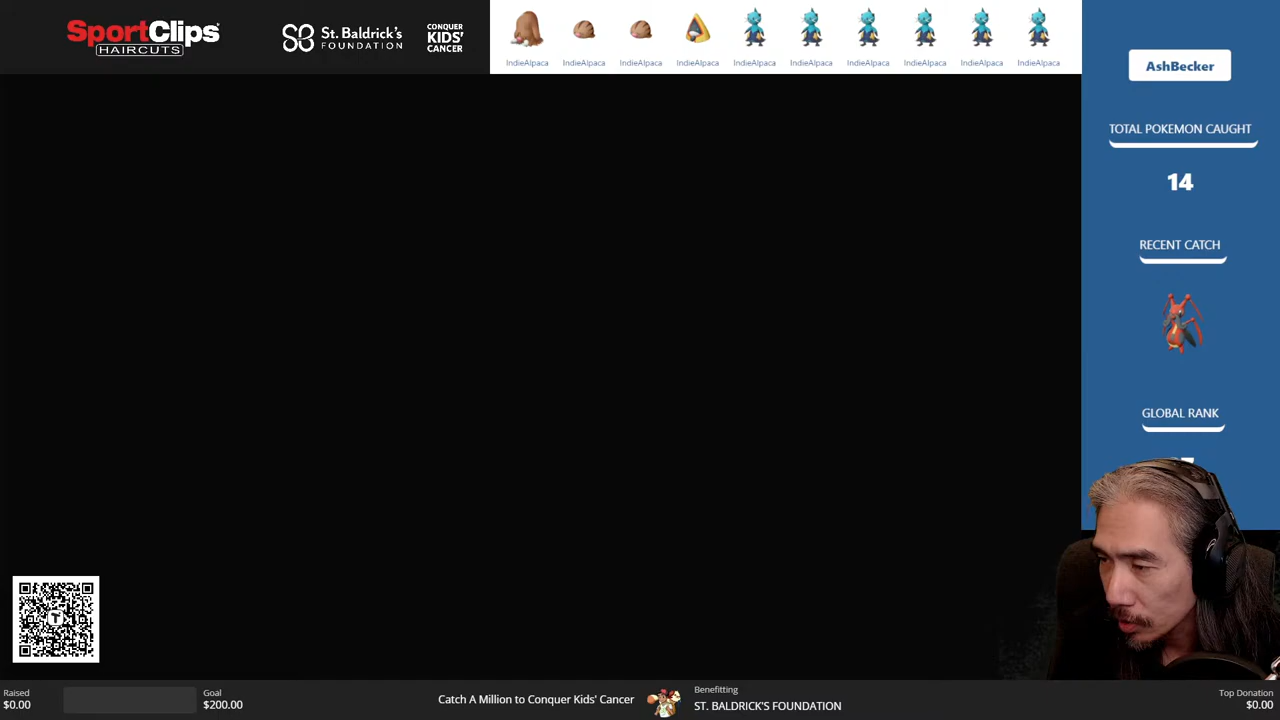 SportClips
HAIRCUTS
St. Baldrick's
FOUNDATION
CONQUER
KIDS'
CANCER
IndieAlpaca IndieAlpaca IndieAlpaca IndieAlpaca IndieAlpaca IndieAlpaca IndieAlpaca IndieAlpaca IndieAlpaca IndieAlpaca
AshBecker
TOTAL POKEMON CAUGHT
14
RECENT CATCH
GLOBAL RANK
Raised
$0.00
Goal
$200.00
Catch A Million to Conquer Kids' Cancer
Benefitting
ST. BALDRICK'S FOUNDATION
Top Donation
$0.00